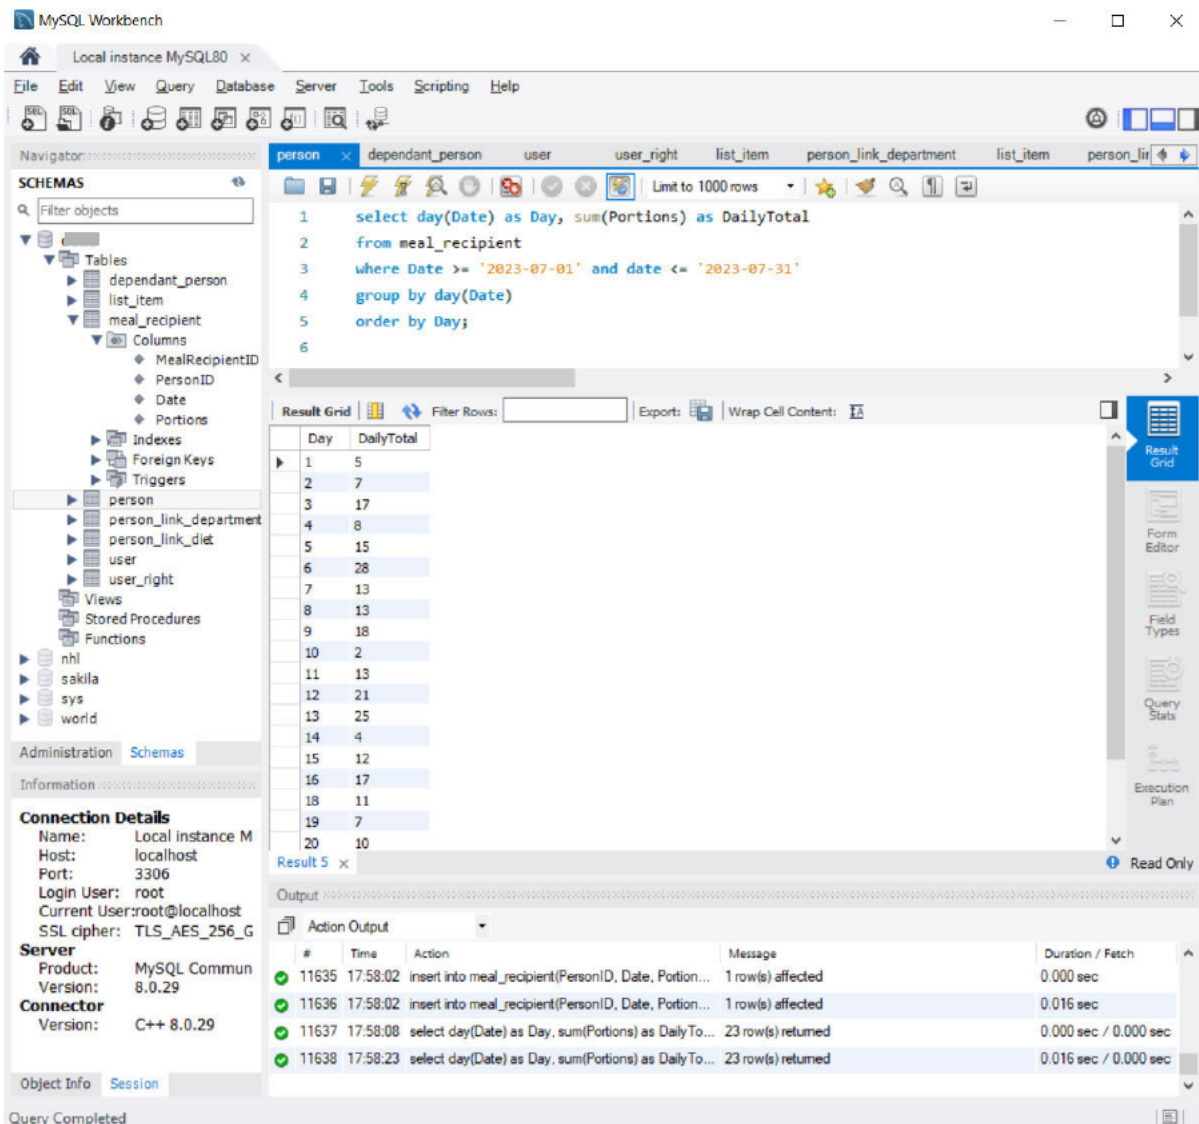 MySQL Workbench
Local instance MySQL80
File Edit View Query Database Server Tools Scripting Help
Navigator
SCHEMAS
Filter objects
Tables
dependant_person
list_item
meal_recipient
Columns
MealRecipientID
PersonID
Date
Portions
Indexes
Foreign Keys
Triggers
person
person_link_department
person_link_diet
user
user_right
Views
Stored Procedures
Functions
nhl
sakila
sys
world
Administration Schemas
Information
Connection Details
Name: Local instance M
Host: localhost
Port: 3306
Login User: root
Current User:root@localhost
SSL cipher: TLS_AES_256_G
Server
Product: MySQL Commun
Version: 8.0.29
Connector
Version: C++ 8.0.29
Object Info Session
Query Completed
person dependant_person user user_right list_item person_link_department list_item person_lir
Limit to 1000 rows
1 select day(Date) as Day, sum(Portions) as DailyTotal
2 from meal_recipient
3 where Date >= '2023-07-01' and date <= '2023-07-31'
4 group by day(Date)
5 order by Day;
6
Result Grid Filter Rows: Export: Wrap Cell Content: IA
Day DailyTotal
1 5
2 7
3 17
4 8
5 15
6 28
7 13
8 13
9 18
10 2
11 13
12 21
13 25
14 4
15 12
16 17
18 11
19 7
20 10
Result Grid
Form Editor
Field Types
Query Stats
Execution Plan
Result 5
Read Only
Output
Action Output
# Time Action Message Duration / Fetch
11635 17:58:02 insert into meal_recipient(PersonID, Date, Portion... 1 row(s) affected 0.000 sec
11636 17:58:02 insert into meal_recipient(PersonID, Date, Portion... 1 row(s) affected 0.016 sec
11637 17:58:08 select day(Date) as Day, sum(Portions) as DailyTo... 23 row(s) returned 0.000 sec / 0.000 sec
11638 17:58:23 select day(Date) as Day, sum(Portions) as DailyTo... 23 row(s) returned 0.016 sec / 0.000 sec